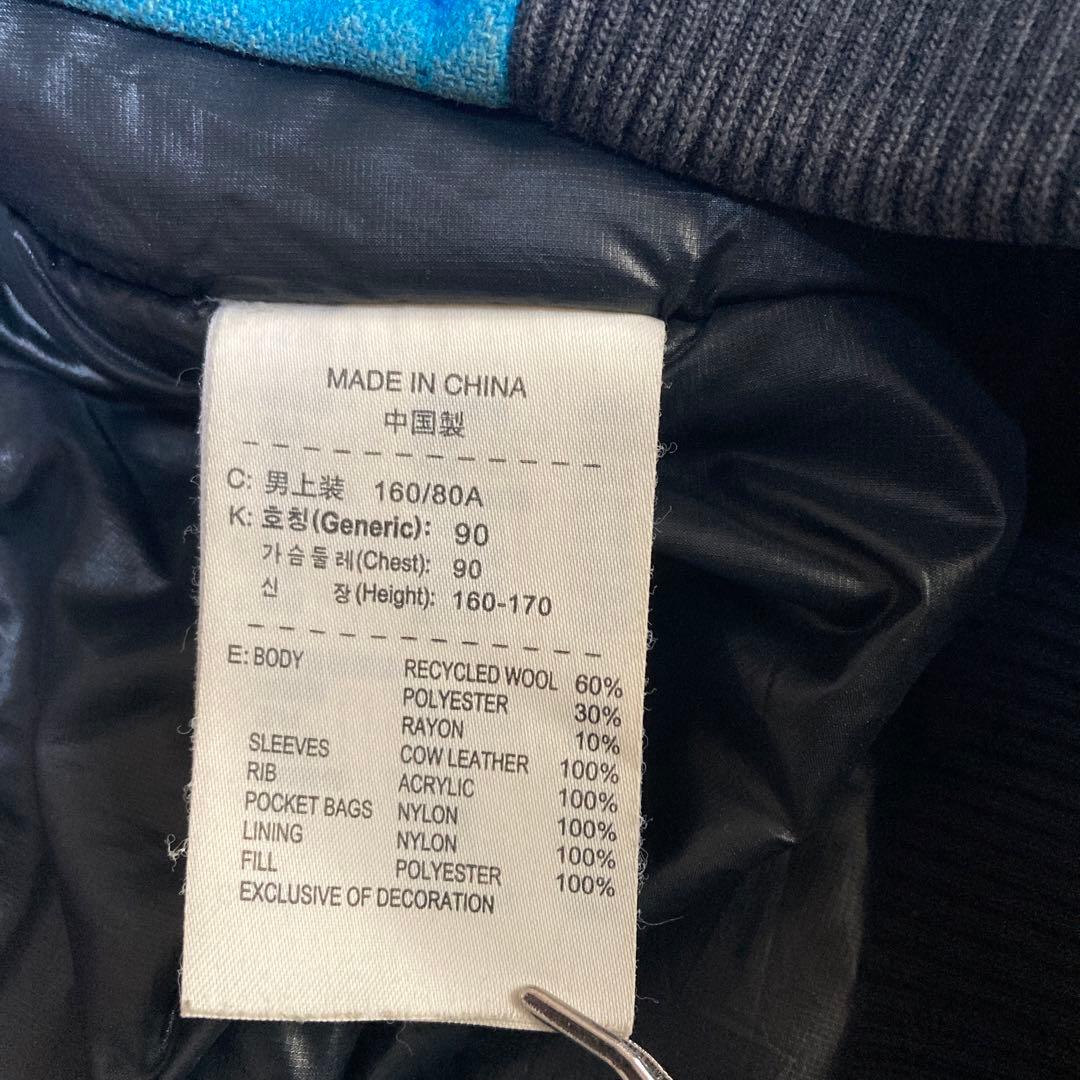 MADE IN CHINA
中国製
C: 男上装 160/80A
K: 호칭(Generic): 90
가슴둘레(Chest): 90
신 장(Height): 160-170
E: BODY RECYCLED WOOL 60%
POLYESTER 30%
RAYON 10%
SLEEVES COW LEATHER 100%
RIB ACRYLIC 100%
POCKET BAGS NYLON 100%
LINING NYLON 100%
FILL POLYESTER 100%
EXCLUSIVE OF DECORATION